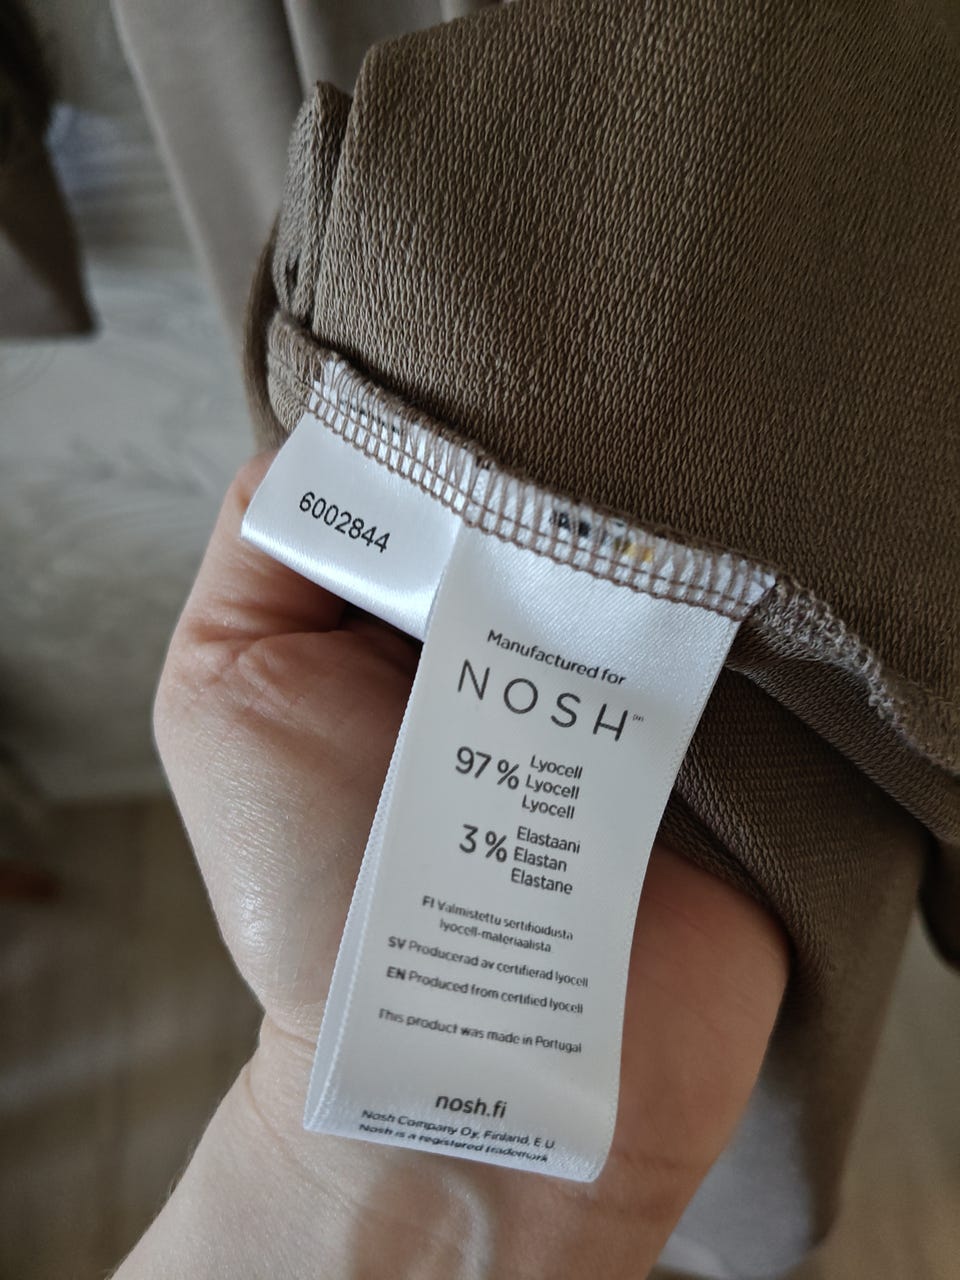 6002844
Manufactured for
NOSH
97 % Lyocell
Lyocell
Lyocell
3 % Elastaani
Elastan
Elastane
FI Valmistettu sertifioidusta
lyocell-materiaalista
SV Producerad av certifierad lyocell
EN Produced from certified lyocell
This product was made in Portugal
nosh.fi
Nosh Company Oy, Finland, E.U.
Nosh is a registered trademark